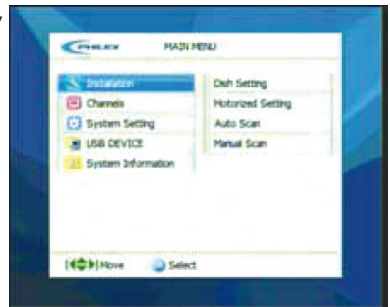 PHILEX MAIN MENU
Installation
Channels
System Setting
USB DEVICE
System Information
Dish Setting
Motorized Setting
Auto Scan
Manual Scan
Move Select